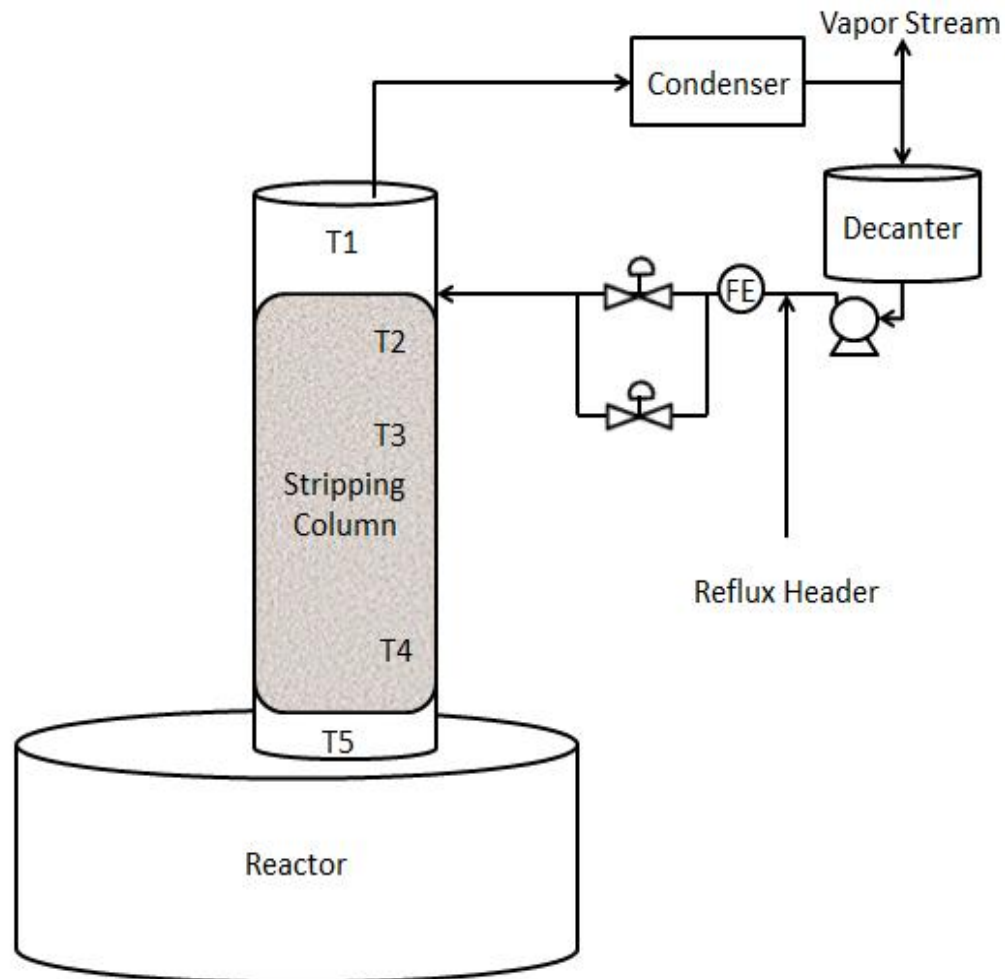 Vapor Stream
Condenser
Decanter
T1
FE
T2
T3
Stripping
Column
Reflux Header
T4
T5
Reactor